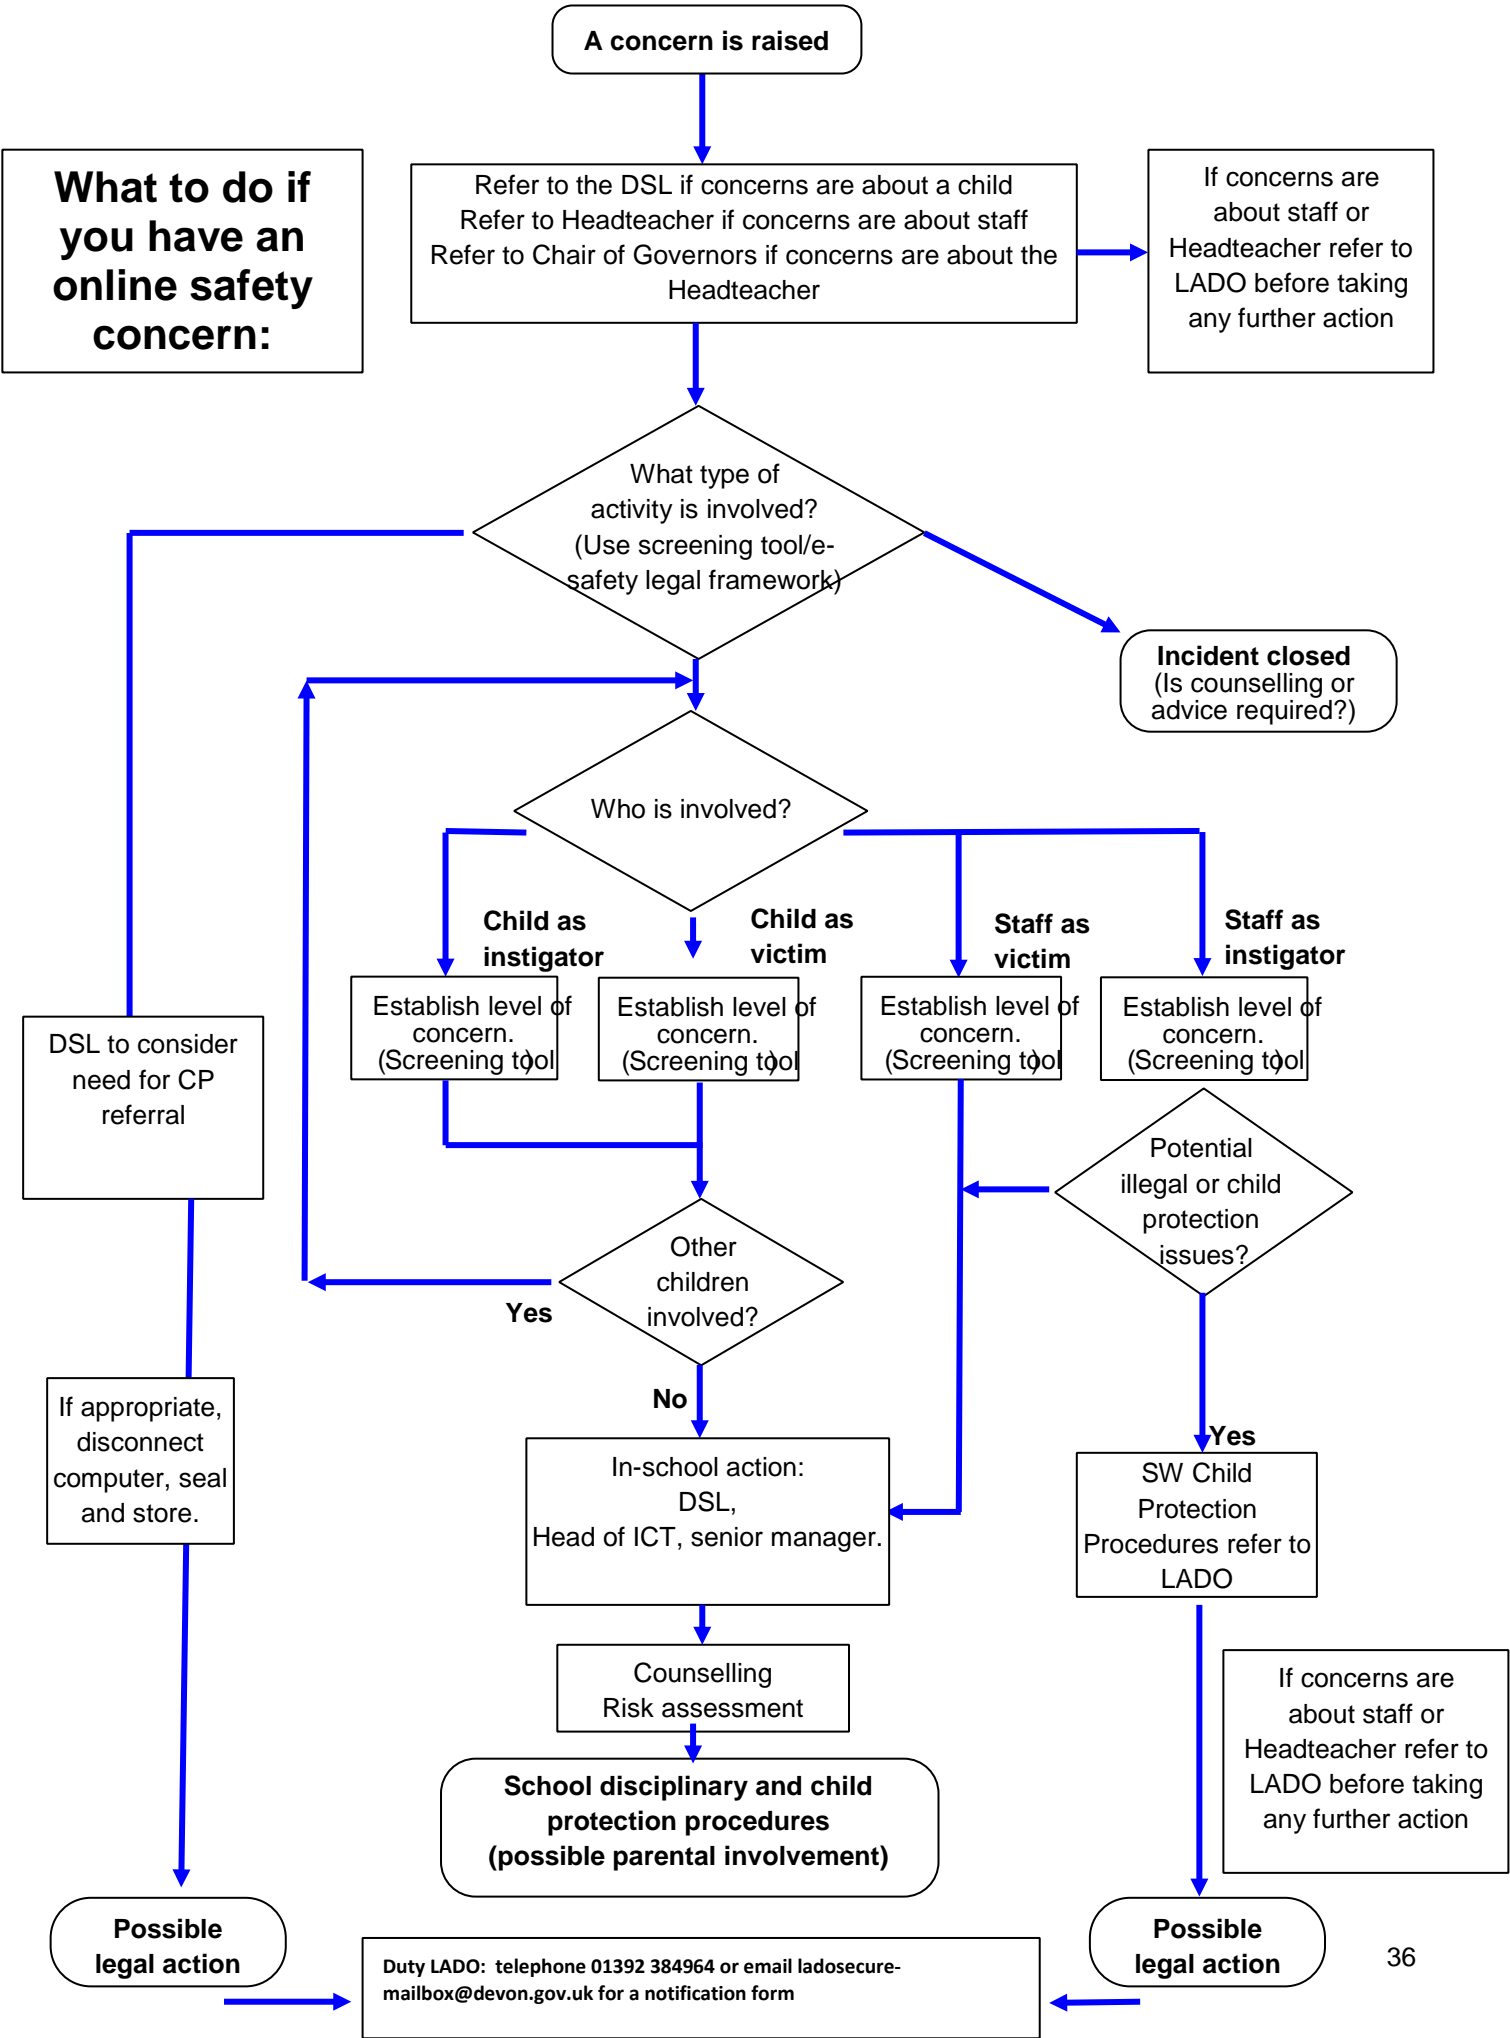 A concern is raised
What to do if
you have an
online safety
concern:
Refer to the DSL if concerns are about a child
Refer to Headteacher if concerns are about staff
Refer to Chair of Governors if concerns are about the
Headteacher
If concerns are
about staff or
Headteacher refer to
LADO before taking
any further action
What type of
activity is involved?
(Use screening tool/e-
safety legal framework)
Incident closed
(Is counselling or
advice required?)
Who is involved?
Child as
instigator
Child as
victim
Staff as
victim
Staff as
instigator
Establish level of
concern.
(Screening tool)
Establish level of
concern.
(Screening tool)
Establish level of
concern.
(Screening tool)
Establish level of
concern.
(Screening tool)
DSL to consider
need for CP
referral
Potential
illegal or child
protection
issues?
Other
children
involved?
Yes
No
If appropriate,
disconnect
computer, seal
and store.
In-school action:
DSL,
Head of ICT, senior manager.
Yes
SW Child
Protection
Procedures refer to
LADO
Counselling
Risk assessment
If concerns are
about staff or
Headteacher refer to
LADO before taking
any further action
School disciplinary and child
protection procedures
(possible parental involvement)
Possible
legal action
Possible
legal action
Duty LADO: telephone 01392 384964 or email ladosecure-
mailbox@devon.gov.uk for a notification form
36